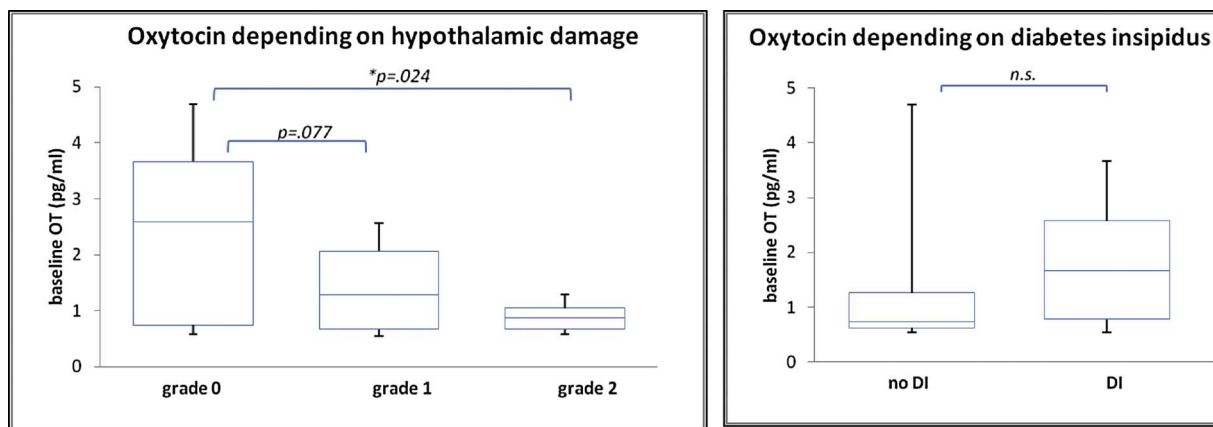 Oxytocin depending on hypothalamic damage
*p=.024
p=.077
baseline OT (pg/ml)
5
4
3
2
1
0
grade 0 grade 1 grade 2
Oxytocin depending on diabetes insipidus
n.s.
baseline OT (pg/ml)
5
4
3
2
1
0
no DI DI